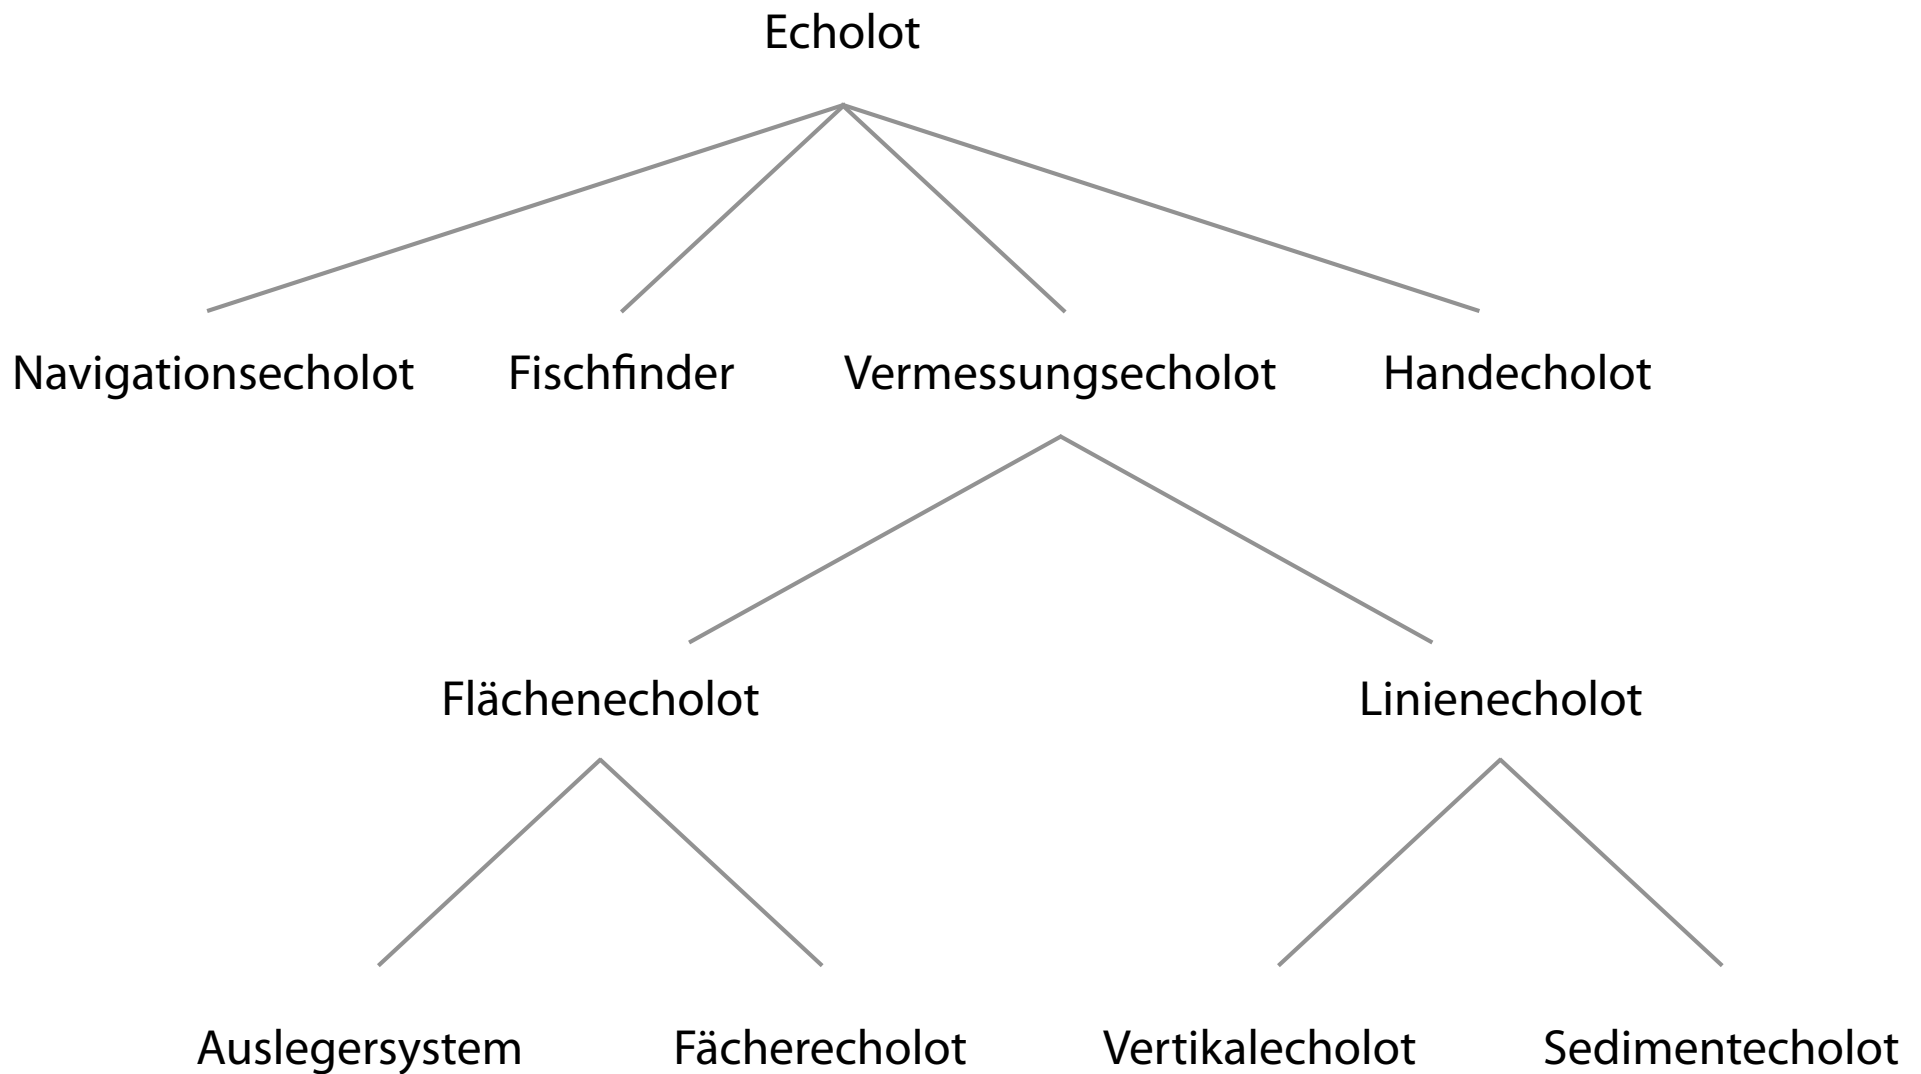 Echolot
Navigationsecholot Fischfinder Vermessungsecholot Handecholot
Flächenecholot Linienecholot
Auslegersystem Fächerecholot Vertikalecholot Sedimentecholot